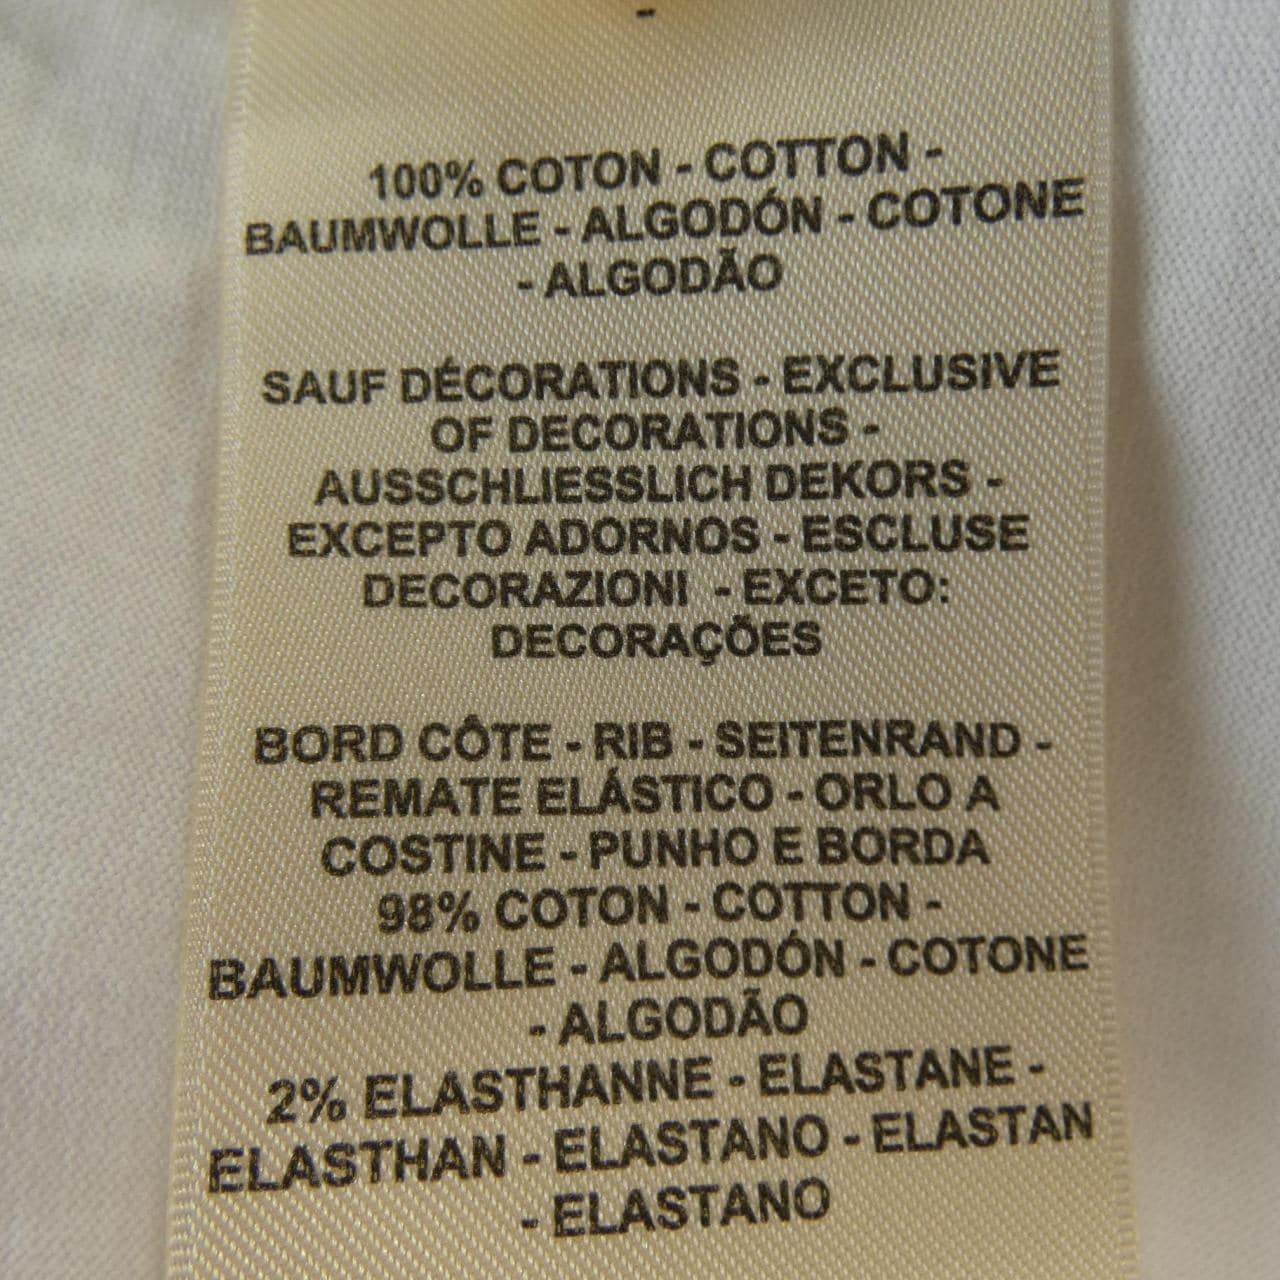 -
100% COTON - COTTON -
BAUMWOLLE - ALGODÓN - COTONE
- ALGODÃO
SAUF DÉCORATIONS - EXCLUSIVE
OF DECORATIONS -
AUSSCHLIESSLICH DEKORS -
EXCEPTO ADORNOS - ESCLUSE
DECORAZIONI - EXCETO:
DECORAÇÕES
BORD CÔTE - RIB - SEITENRAND -
REMATE ELÁSTICO - ORLO A
COSTINE - PUNHO E BORDA
98% COTON - COTTON -
BAUMWOLLE - ALGODÓN - COTONE
- ALGODÃO
2% ELASTHANNE - ELASTANE -
ELASTHAN - ELASTANO - ELASTAN
- ELASTANO